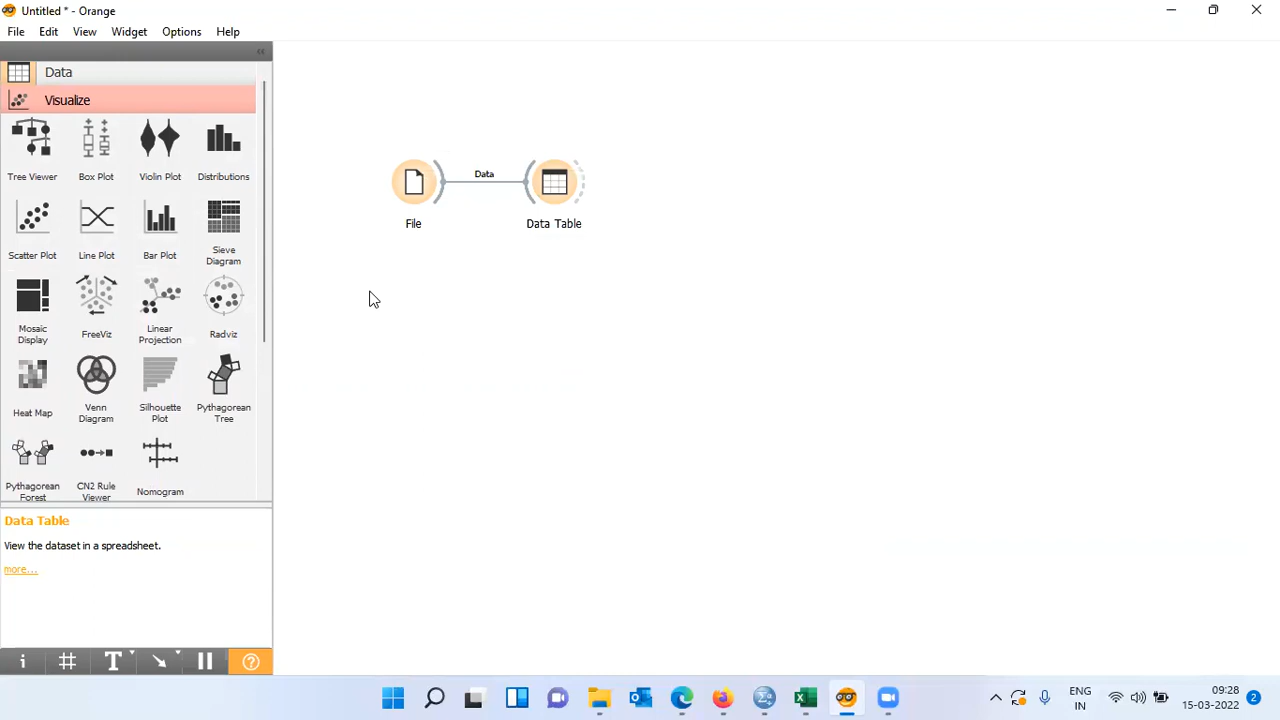 Untitled * - Orange
File Edit View Widget Options Help
Data
Visualize
Tree Viewer Box Plot Violin Plot Distributions
Scatter Plot Line Plot Bar Plot Sieve Diagram
Mosaic Display FreeViz Linear Projection Radviz
Heat Map Venn Diagram Silhouette Plot Pythagorean Tree
Pythagorean Forest CN2 Rule Viewer Nomogram
Data
File Data Table
Data Table
View the dataset in a spreadsheet.
more...
ENG
IN
09:28
15-03-2022
2